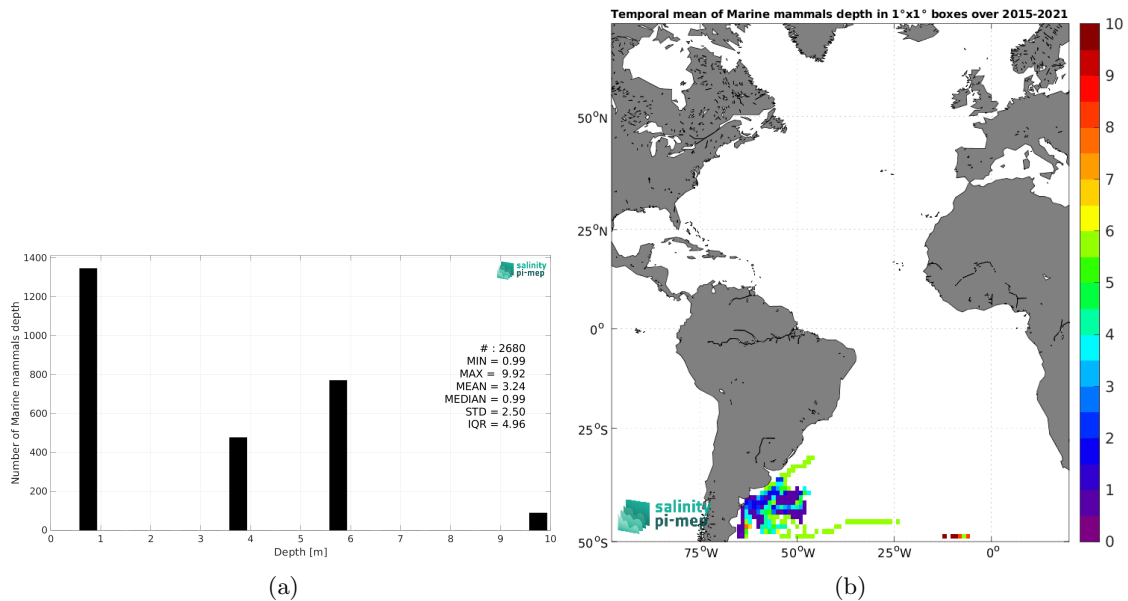 Temporal mean of Marine mammals depth in 1°x1° boxes over 2015-2021
1400
1200
1000
800
600
400
200
0
Number of Marine mammals depth
salinity
pi-mep
# : 2680
MIN = 0.99
MAX = 9.92
MEAN = 3.24
MEDIAN = 0.99
STD = 2.50
IQR = 4.96
0 1 2 3 4 5 6 7 8 9 10
Depth [m]
(a)
50°N
25°N
0°
25°S
50°S
75°W 50°W 25°W 0°
salinity
pi-mep
10
9
8
7
6
5
4
3
2
1
0
(b)